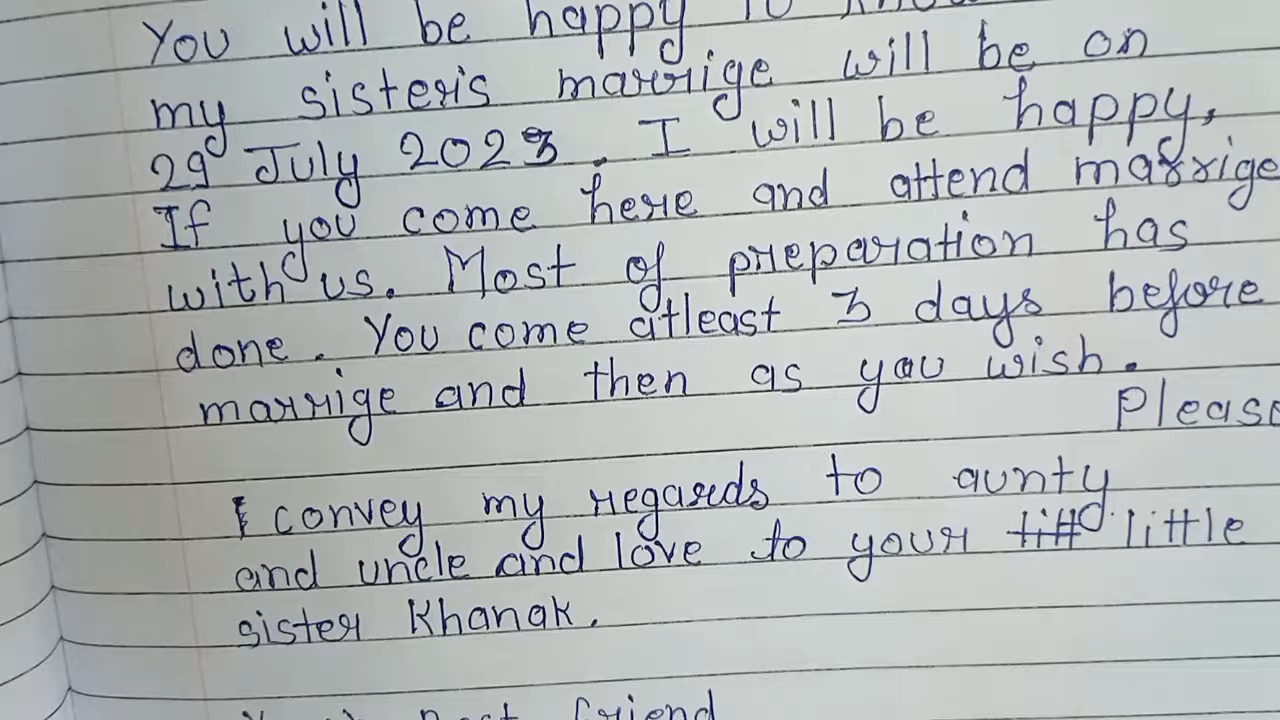 You will be happy to know
my sister's marrige will be on
29 July 2023. I will be happy,
If you come here and attend marrige
with us. Most of preparation has
done. You come atleast 3 days before
marrige and then as you wish.
Please
convey my regards to aunty
and uncle and love to your little
sister Khanak.
Best friend